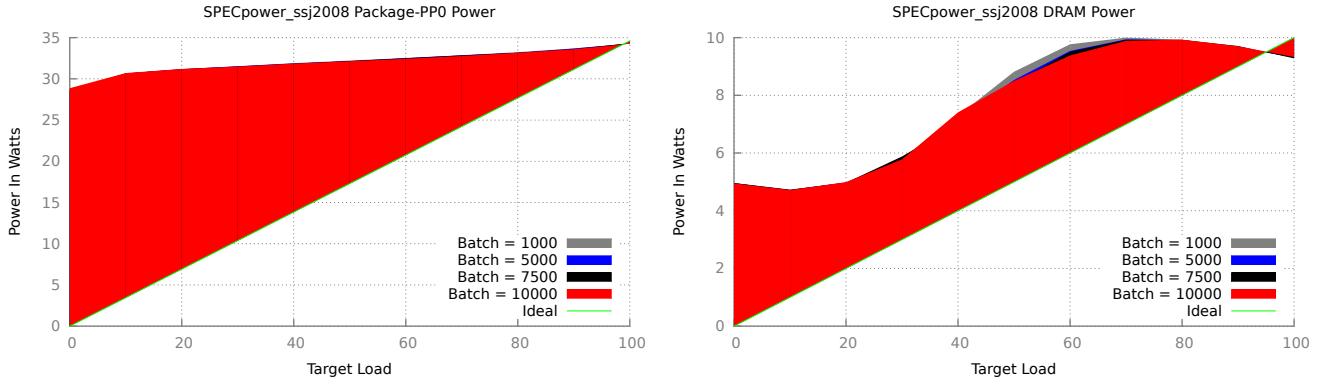 SPECpower_ssj2008 Package-PP0 Power
35
30
25
20
15
10
5
0
Power In Watts
0 20 40 60 80 100
Target Load
Batch = 1000
Batch = 5000
Batch = 7500
Batch = 10000
Ideal
SPECpower_ssj2008 DRAM Power
10
8
6
4
2
0
Power In Watts
0 20 40 60 80 100
Target Load
Batch = 1000
Batch = 5000
Batch = 7500
Batch = 10000
Ideal